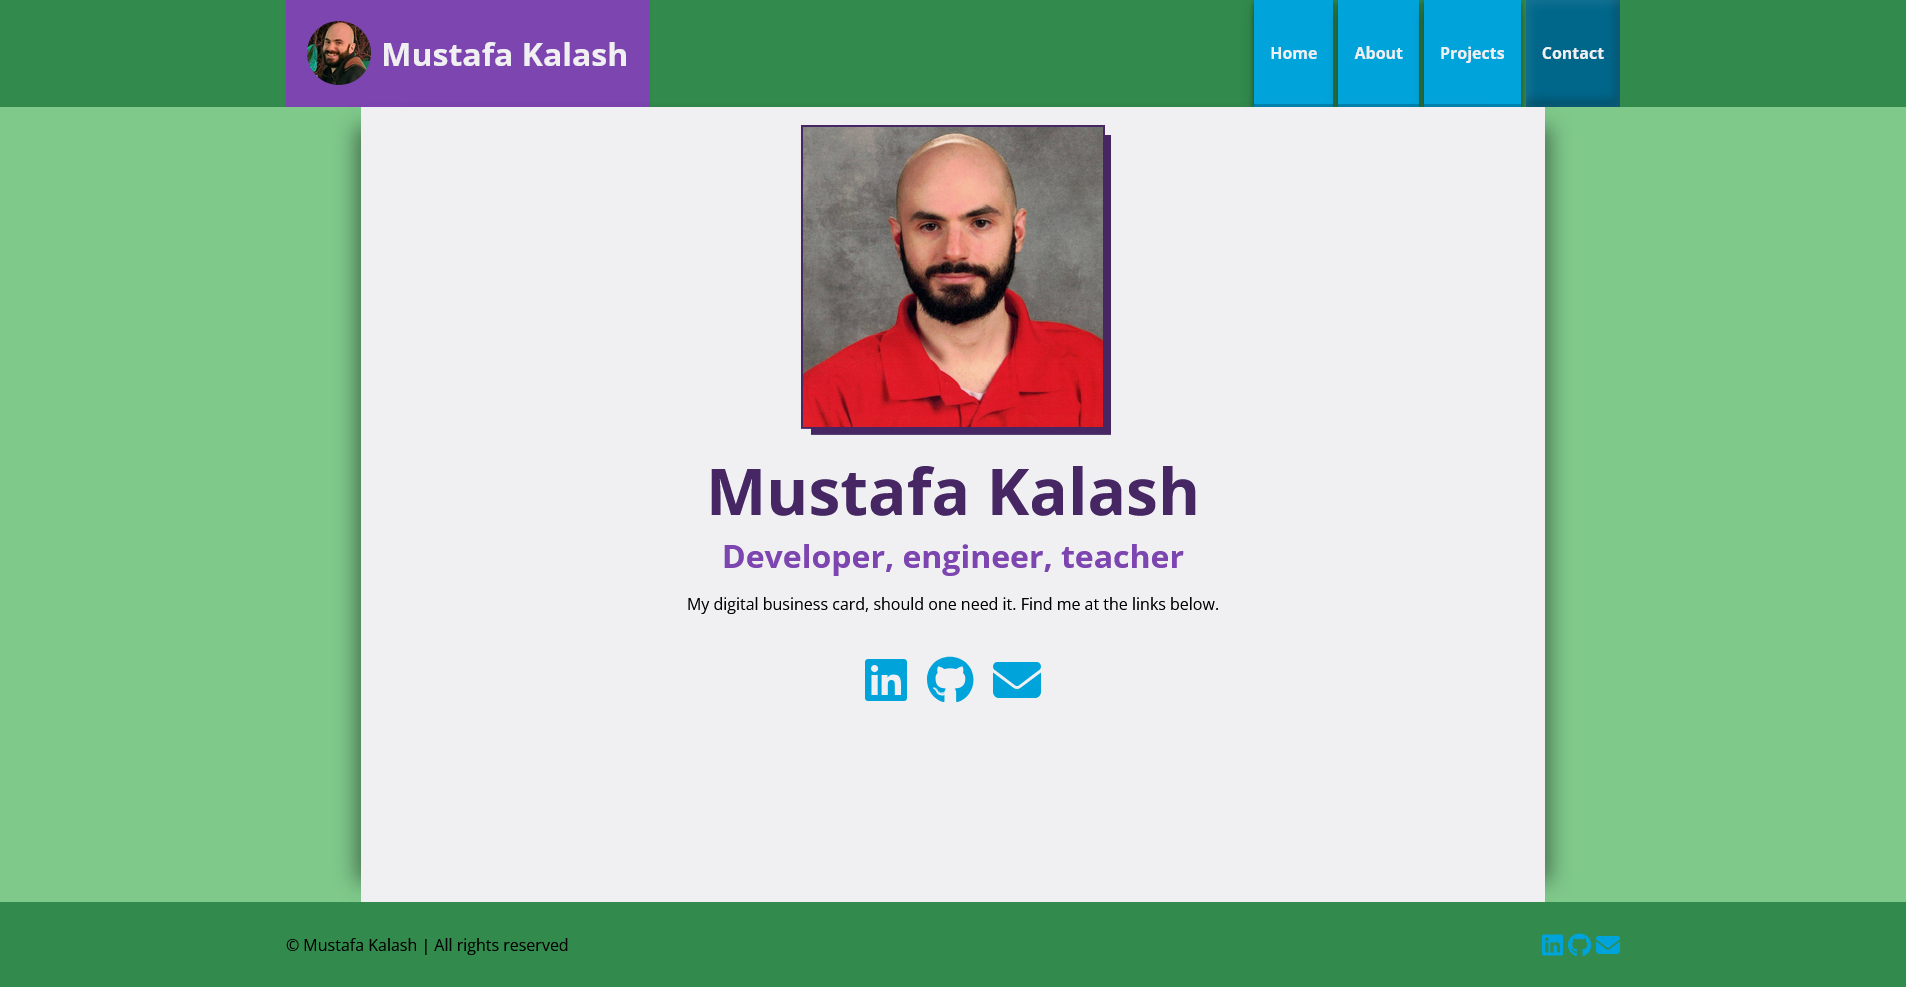 Mustafa Kalash
Home
About
Projects
Contact
Mustafa Kalash
Developer, engineer, teacher
My digital business card, should one need it. Find me at the links below.
© Mustafa Kalash | All rights reserved